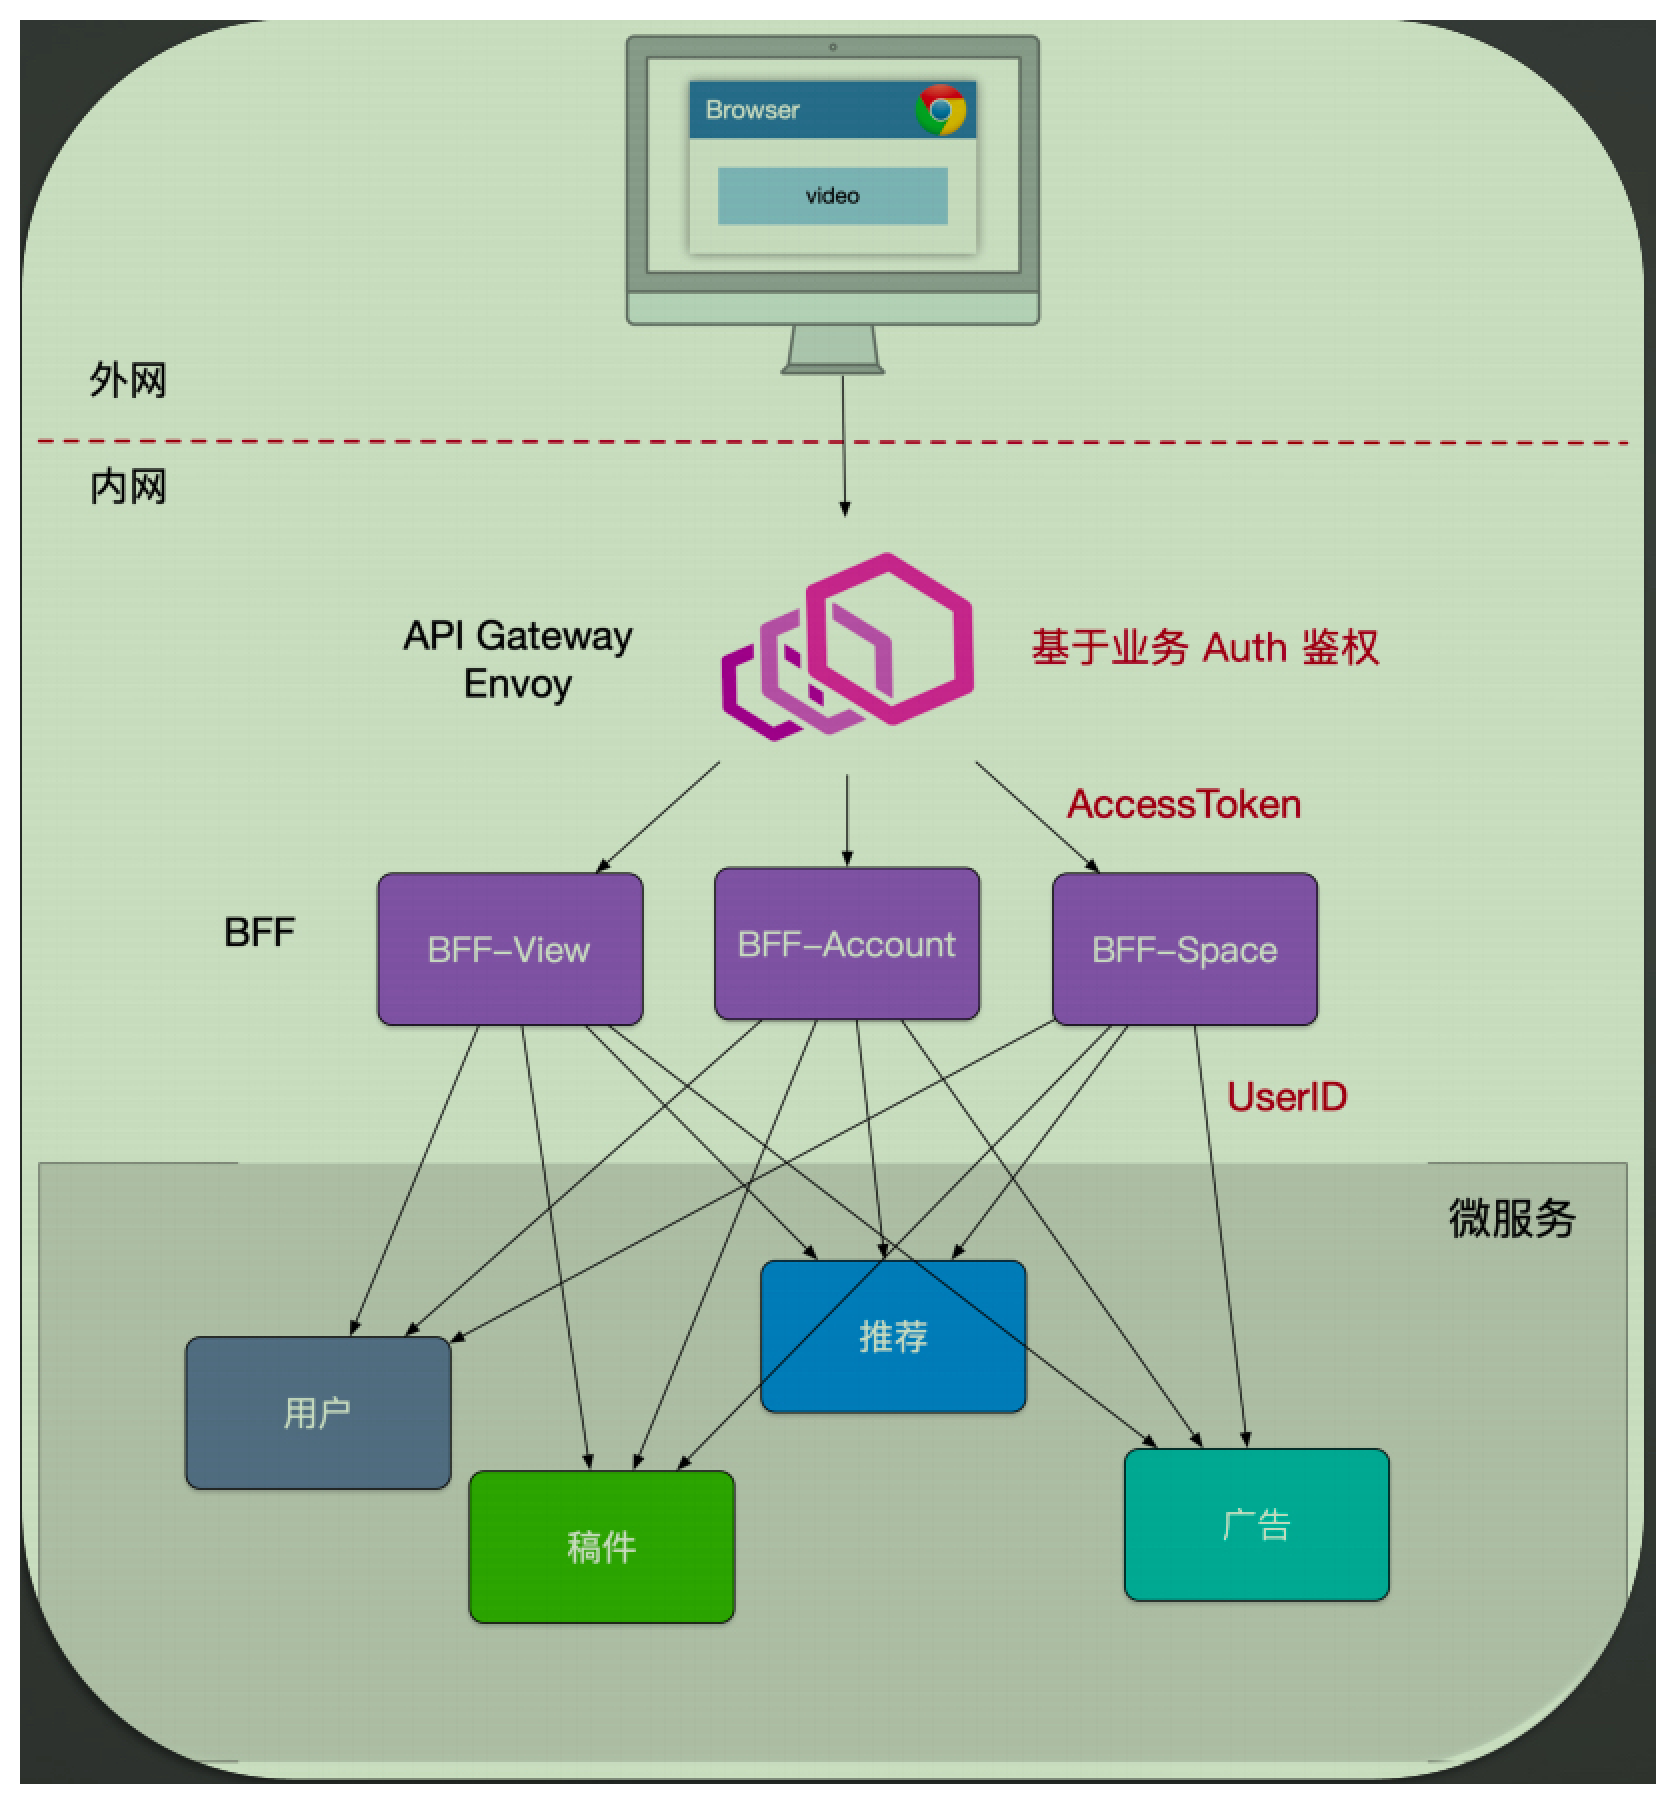 Browser
video
外网
内网
API Gateway
Envoy
基于业务 Auth 鉴权
AccessToken
BFF
BFF–View
BFF–Account
BFF–Space
UserID
微服务
推荐
用户
稿件
广告